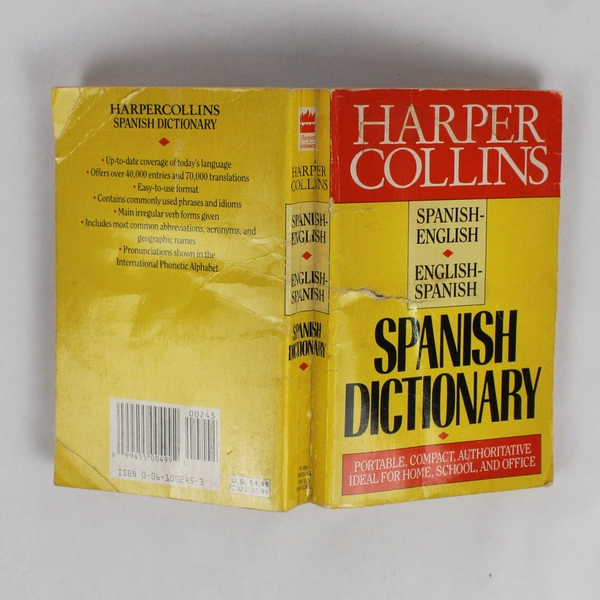 HARPERCOLLINS
SPANISH DICTIONARY
• Up-to-date coverage of today's language
• Offers over 40,000 entries and 70,000 translations
• Easy-to-use format
• Contains commonly used phrases and idioms
• Main irregular verb forms given
• Includes most common abbreviations, acronyms, and
geographic names
• Pronunciations shown in the
International Phonetic Alphabet
00245
ISBN 0-06-100245-3
U.S. $4.99
Harper
HARPER
COLLINS
SPANISH-
ENGLISH
ENGLISH-
SPANISH
SPANISH
DICTIONARY
HARPER
COLLINS
SPANISH-
ENGLISH
ENGLISH-
SPANISH
SPANISH
DICTIONARY
PORTABLE, COMPACT, AUTHORITATIVE
IDEAL FOR HOME, SCHOOL, AND OFFICE